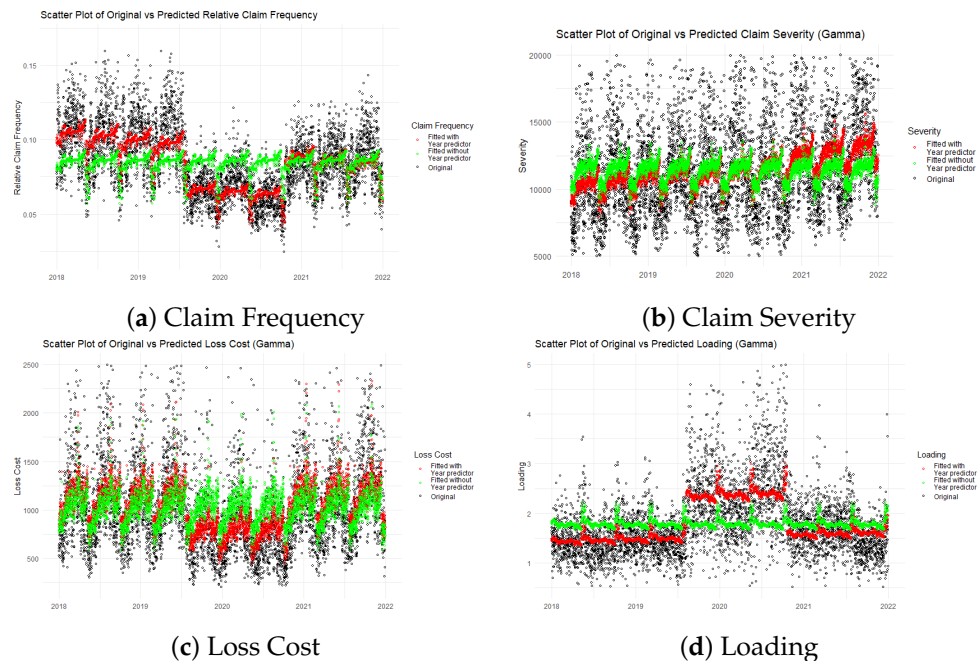 Scatter Plot of Original vs Predicted Relative Claim Frequency
Relative Claim Frequency
0.15
0.10
0.05
2018 2019 2020 2021 2022
Claim Frequency
Fitted with
Year predictor
Fitted without
Year predictor
Original
(a) Claim Frequency
Scatter Plot of Original vs Predicted Claim Severity (Gamma)
Severity
20000
15000
10000
5000
2018 2019 2020 2021 2022
Severity
Fitted with
Year predictor
Fitted without
Year predictor
Original
(b) Claim Severity
Scatter Plot of Original vs Predicted Loss Cost (Gamma)
Loss Cost
2500
2000
1500
1000
500
2018 2019 2020 2021 2022
Loss Cost
Fitted with
Year predictor
Fitted without
Year predictor
Original
(c) Loss Cost
Scatter Plot of Original vs Predicted Loading (Gamma)
Loading
5
4
3
2
1
2018 2019 2020 2021 2022
Loading
Fitted with
Year predictor
Fitted without
Year predictor
Original
(d) Loading